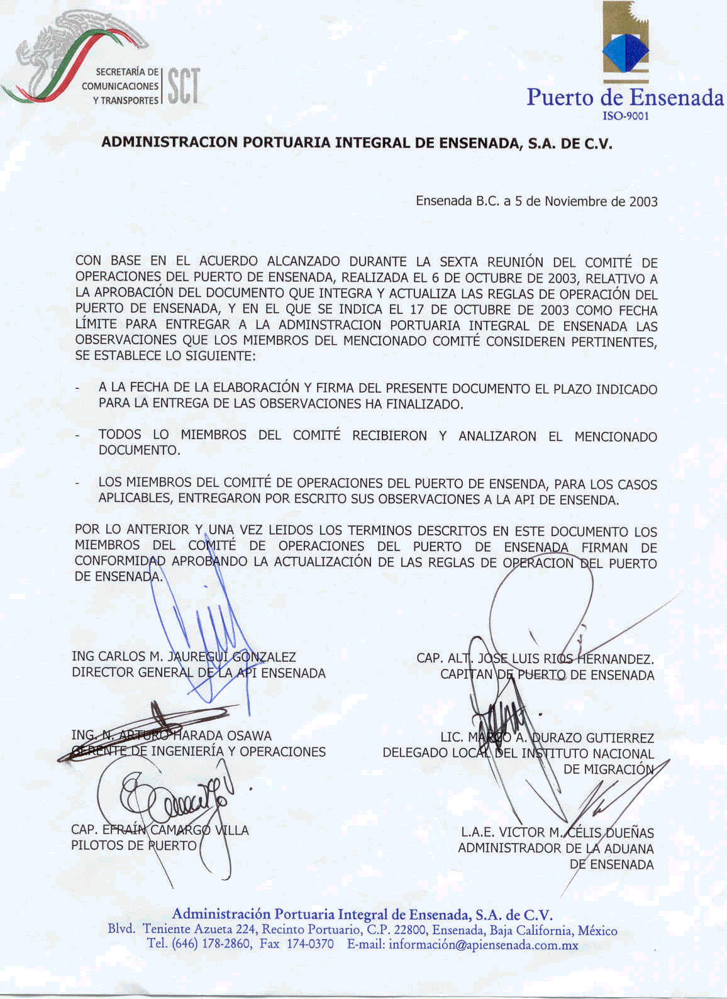 SECRETARÍA DE
COMUNICACIONES
Y TRANSPORTES
SCT
Puerto de Ensenada
ISO-9001
ADMINISTRACION PORTUARIA INTEGRAL DE ENSENADA, S.A. DE C.V.
Ensenada B.C. a 5 de Noviembre de 2003
CON BASE EN EL ACUERDO ALCANZADO DURANTE LA SEXTA REUNIÓN DEL COMITÉ DE
OPERACIONES DEL PUERTO DE ENSENADA, REALIZADA EL 6 DE OCTUBRE DE 2003, RELATIVO A
LA APROBACIÓN DEL DOCUMENTO QUE INTEGRA Y ACTUALIZA LAS REGLAS DE OPERACIÓN DEL
PUERTO DE ENSENADA, Y EN EL QUE SE INDICA EL 17 DE OCTUBRE DE 2003 COMO FECHA
LÍMITE PARA ENTREGAR A LA ADMINSTRACION PORTUARIA INTEGRAL DE ENSENADA LAS
OBSERVACIONES QUE LOS MIEMBROS DEL MENCIONADO COMITÉ CONSIDEREN PERTINENTES,
SE ESTABLECE LO SIGUIENTE:
- A LA FECHA DE LA ELABORACIÓN Y FIRMA DEL PRESENTE DOCUMENTO EL PLAZO INDICADO
PARA LA ENTREGA DE LAS OBSERVACIONES HA FINALIZADO.
- TODOS LO MIEMBROS DEL COMITÉ RECIBIERON Y ANALIZARON EL MENCIONADO
DOCUMENTO.
- LOS MIEMBROS DEL COMITÉ DE OPERACIONES DEL PUERTO DE ENSENDA, PARA LOS CASOS
APLICABLES, ENTREGARON POR ESCRITO SUS OBSERVACIONES A LA API DE ENSENDA.
POR LO ANTERIOR Y UNA VEZ LEIDOS LOS TERMINOS DESCRITOS EN ESTE DOCUMENTO LOS
MIEMBROS DEL COMITÉ DE OPERACIONES DEL PUERTO DE ENSENADA FIRMAN DE
CONFORMIDAD APROBANDO LA ACTUALIZACIÓN DE LAS REGLAS DE OPERACION DEL PUERTO
DE ENSENADA.
ING CARLOS M. JAUREGUI GONZALEZ
DIRECTOR GENERAL DE LA API ENSENADA
CAP. ALT. JOSE LUIS RIOS HERNANDEZ.
CAPITAN DE PUERTO DE ENSENADA
ING. N. ARTURO HARADA OSAWA
GERENTE DE INGENIERÍA Y OPERACIONES
LIC. MARCO A. DURAZO GUTIERREZ
DELEGADO LOCAL DEL INSTITUTO NACIONAL
DE MIGRACIÓN
CAP. EFRAÍN CAMARGO VILLA
PILOTOS DE PUERTO
L.A.E. VICTOR M. CÉLIS DUEÑAS
ADMINISTRADOR DE LA ADUANA
DE ENSENADA
Administración Portuaria Integral de Ensenada, S.A. de C.V.
Blvd. Teniente Azueta 224, Recinto Portuario, C.P. 22800, Ensenada, Baja California, México
Tel. (646) 178-2860, Fax 174-0370 E-mail: información@apiensenada.com.mx